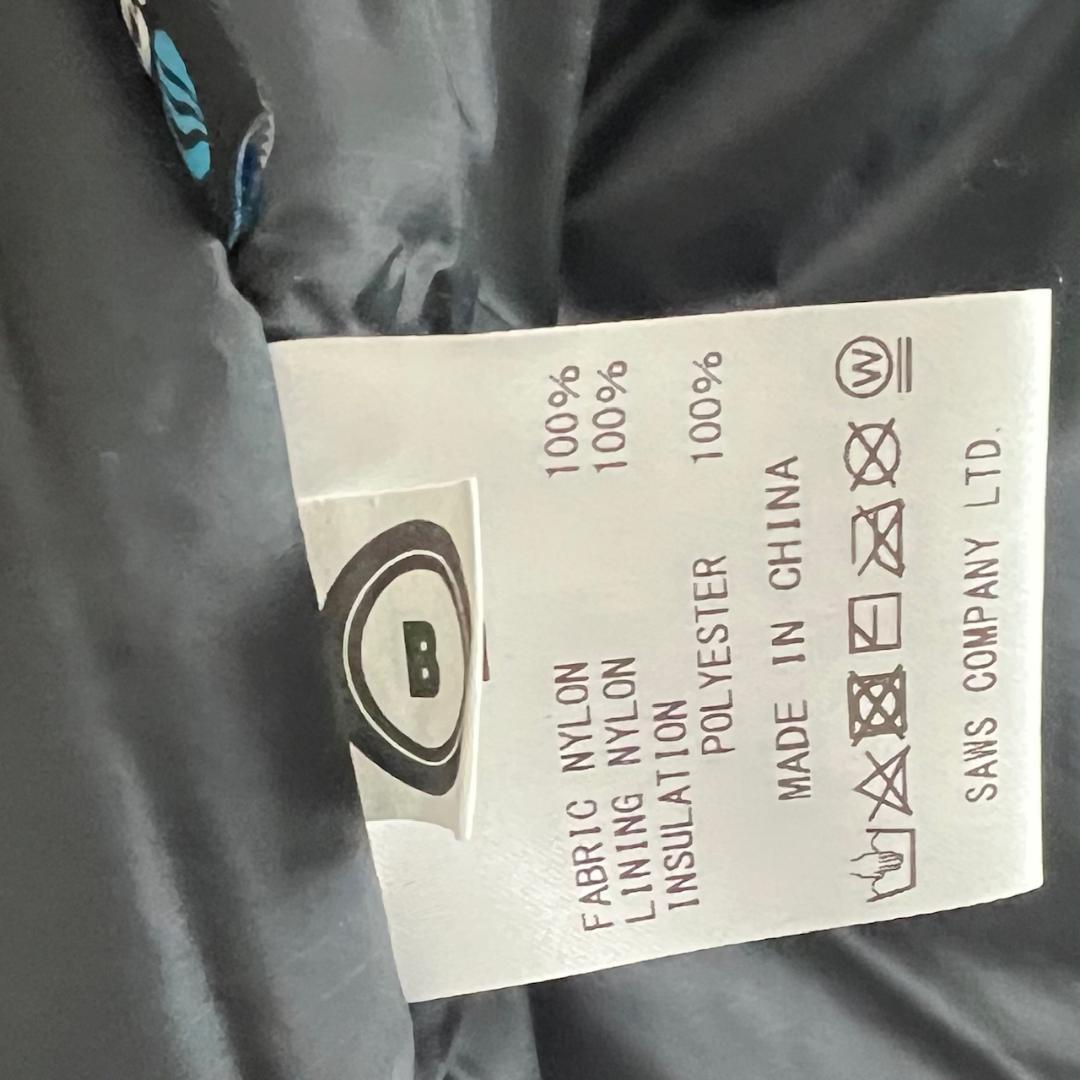 B
FABRIC NYLON 100%
LINING NYLON 100%
INSULATION
POLYESTER 100%
MADE IN CHINA
W
SAWS COMPANY LTD.